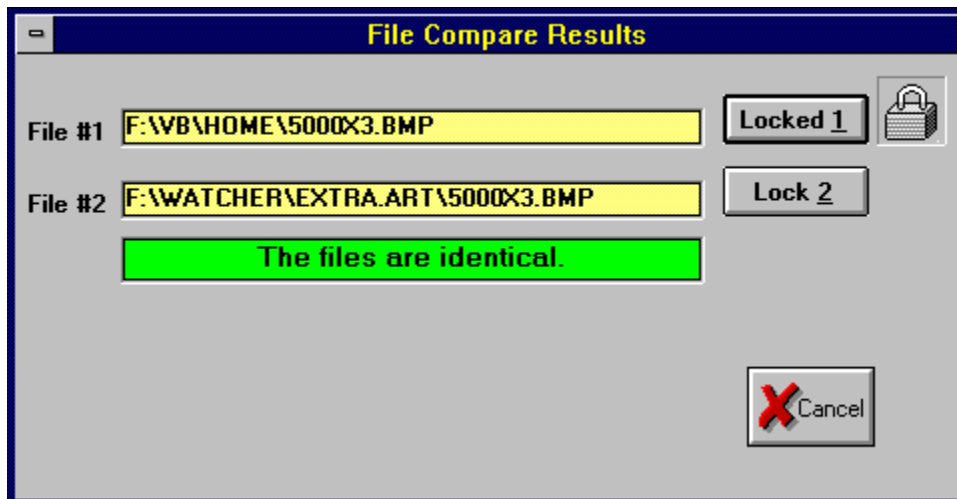 File Compare Results
File #1 F:\VB\HOME\5000X3.BMP Locked 1
File #2 F:\WATCHER\EXTRA.ART\5000X3.BMP Lock 2
The files are identical.
Cancel